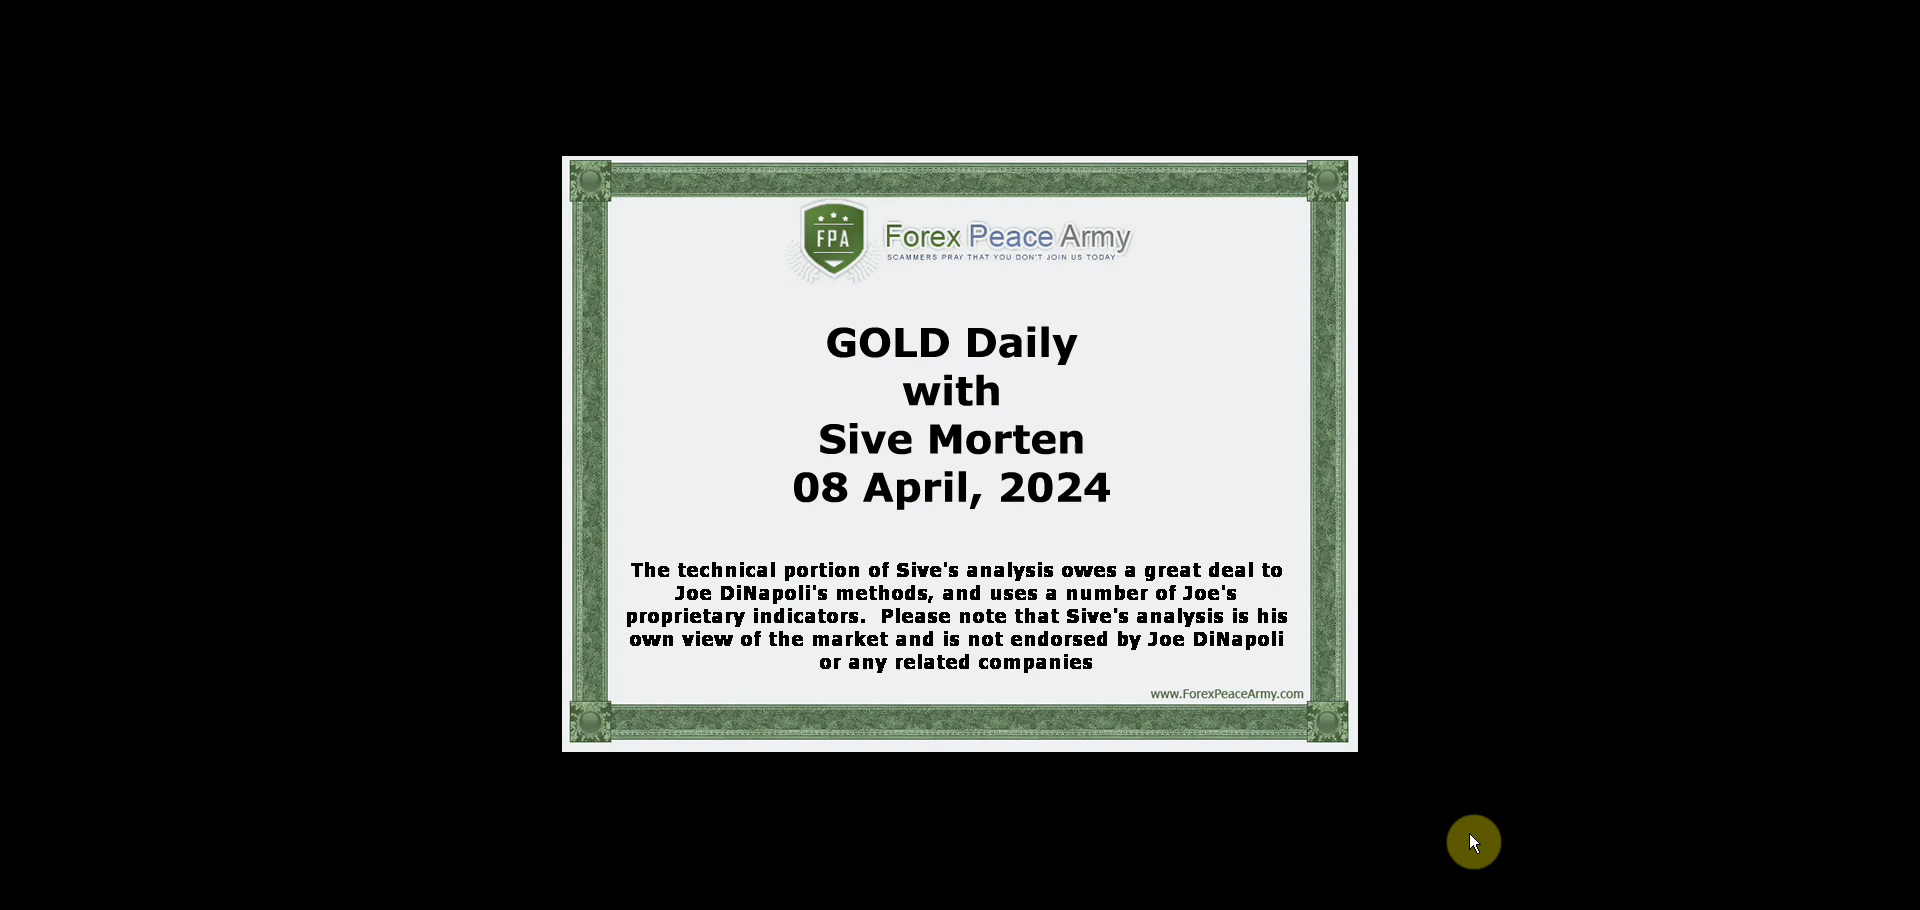 FPA
Forex Peace Army
SCAMMERS PRAY THAT YOU DON'T JOIN US TODAY
GOLD Daily
with
Sive Morten
08 April, 2024
The technical portion of Sive's analysis owes a great deal to
Joe DiNapoli's methods, and uses a number of Joe's
proprietary indicators.  Please note that Sive's analysis is his
own view of the market and is not endorsed by Joe DiNapoli
or any related companies
www.ForexPeaceArmy.com